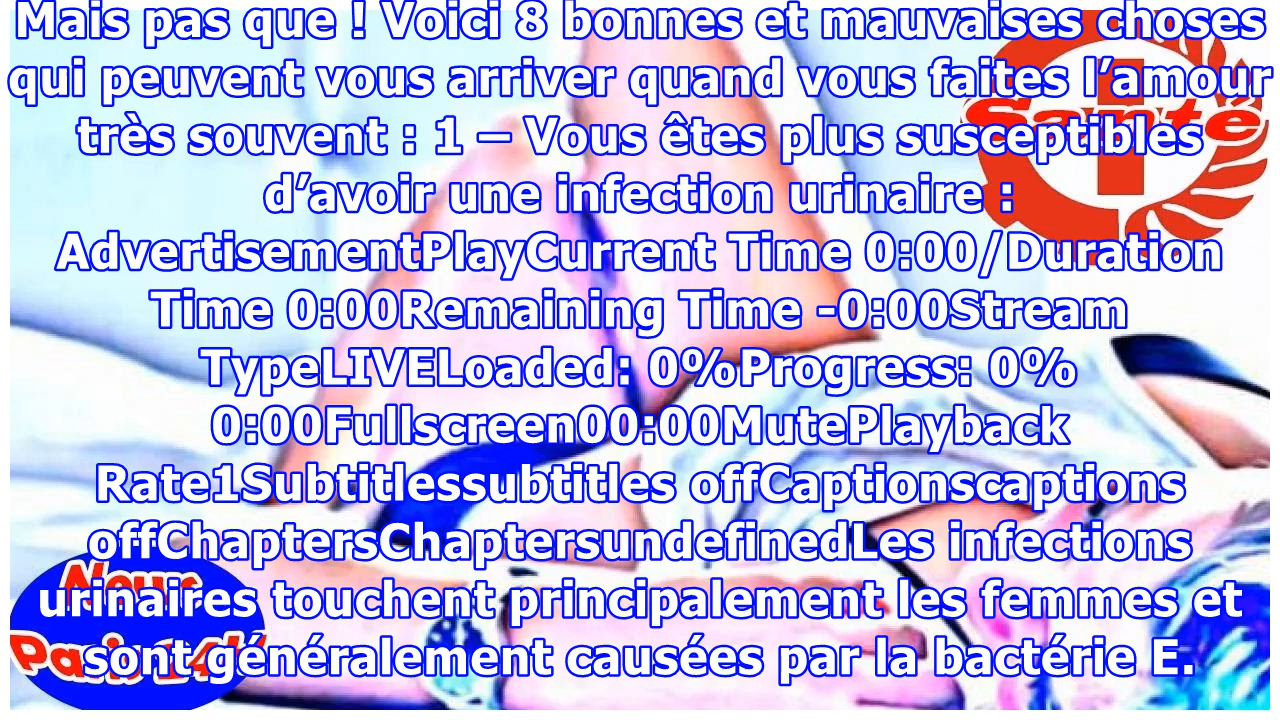 Mais pas que ! Voici 8 bonnes et mauvaises choses
qui peuvent vous arriver quand vous faites l’amour
Santé
très souvent : 1 – Vous êtes plus susceptibles
d’avoir une infection urinaire :
AdvertisementPlayCurrent Time 0:00/Duration
Time 0:00Remaining Time -0:00Stream
TypeLIVELoaded: 0%Progress: 0%
0:00Fullscreen00:00MutePlayback
Rate1Subtitlessubtitles offCaptionscaptions
offChaptersChaptersundefinedLes infections
urinaires touchent principalement les femmes et
sont généralement causées par la bactérie E.